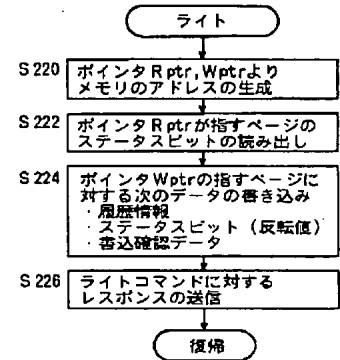 ライト
S220 ポインタRptr,Wptrより
メモリのアドレスの生成
S222 ポインタRptrが指すページの
ステータスビットの読み出し
S224 ポインタWptrの指すページに
対する次のデータの書き込み
・履歴情報
・ステータスビット（反転値）
・書込確認データ
S226 ライトコマンドに対する
レスポンスの送信
復帰